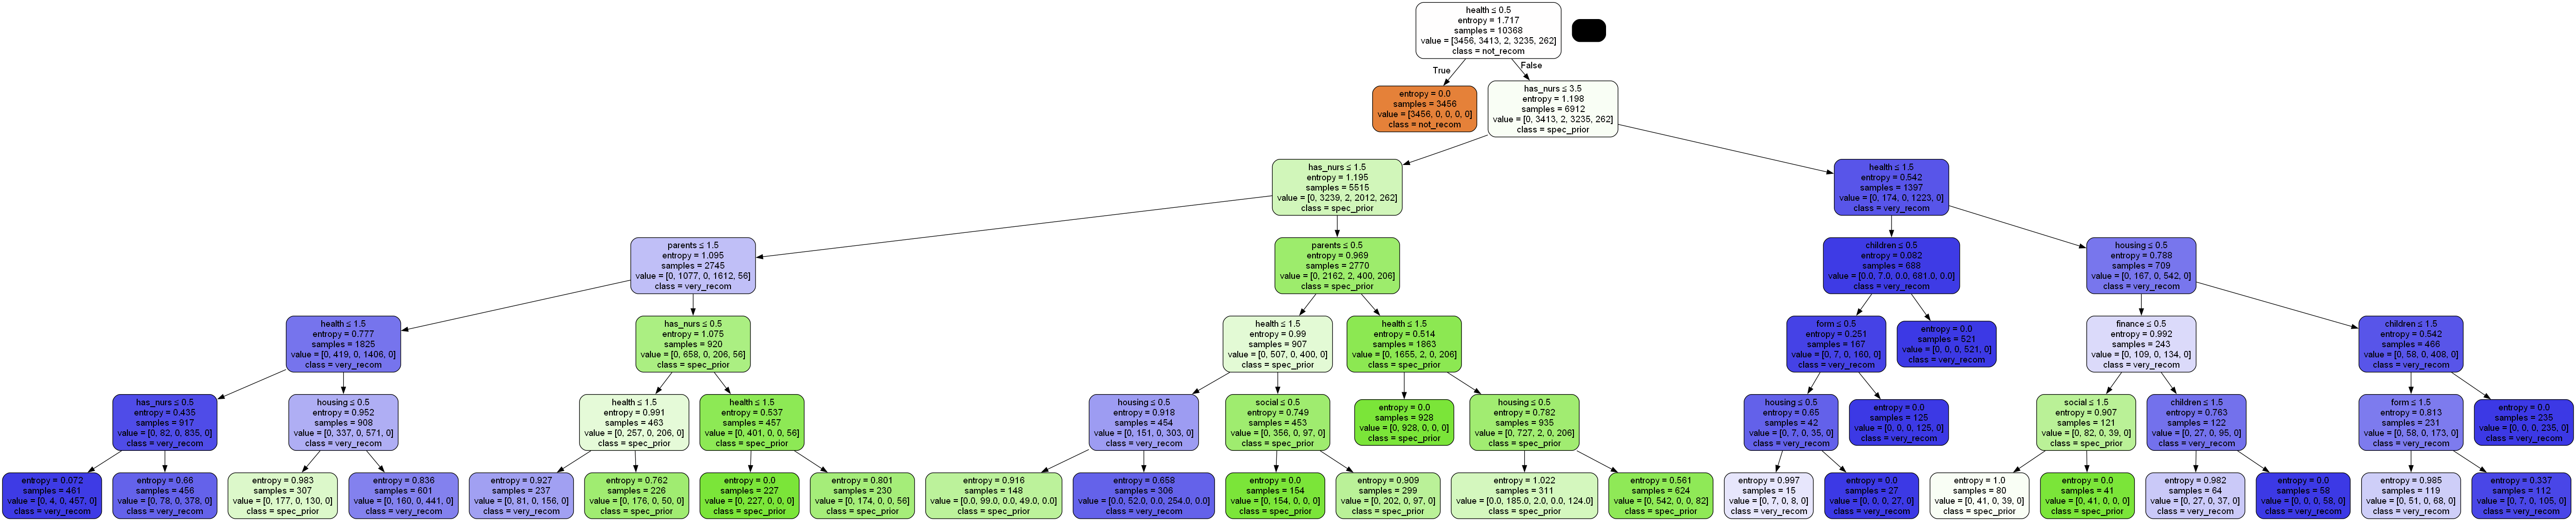 health ≤ 0.5
entropy = 1.717
samples = 10368
value = [3456, 3413, 2, 3235, 262]
class = not_recom
True
False
entropy = 0.0
samples = 3456
value = [3456, 0, 0, 0, 0]
class = not_recom
has_nurs ≤ 3.5
entropy = 1.198
samples = 6912
value = [0, 3413, 2, 3235, 262]
class = spec_prior
has_nurs ≤ 1.5
entropy = 1.195
samples = 5515
value = [0, 3239, 2, 2012, 262]
class = spec_prior
health ≤ 1.5
entropy = 0.542
samples = 1397
value = [0, 174, 0, 1223, 0]
class = very_recom
parents ≤ 1.5
entropy = 1.095
samples = 2745
value = [0, 1077, 0, 1612, 56]
class = very_recom
parents ≤ 0.5
entropy = 0.969
samples = 2770
value = [0, 2162, 2, 400, 206]
class = spec_prior
children ≤ 0.5
entropy = 0.082
samples = 688
value = [0.0, 7.0, 0.0, 681.0, 0.0]
class = very_recom
housing ≤ 0.5
entropy = 0.788
samples = 709
value = [0, 167, 0, 542, 0]
class = very_recom
health ≤ 1.5
entropy = 0.777
samples = 1825
value = [0, 419, 0, 1406, 0]
class = very_recom
has_nurs ≤ 0.5
entropy = 1.075
samples = 920
value = [0, 658, 0, 206, 56]
class = spec_prior
health ≤ 1.5
entropy = 0.99
samples = 907
value = [0, 507, 0, 400, 0]
class = spec_prior
health ≤ 1.5
entropy = 0.514
samples = 1863
value = [0, 1655, 2, 0, 206]
class = spec_prior
form ≤ 0.5
entropy = 0.251
samples = 167
value = [0, 7, 0, 160, 0]
class = very_recom
entropy = 0.0
samples = 521
value = [0, 0, 0, 521, 0]
class = very_recom
finance ≤ 0.5
entropy = 0.992
samples = 243
value = [0, 109, 0, 134, 0]
class = very_recom
children ≤ 1.5
entropy = 0.542
samples = 466
value = [0, 58, 0, 408, 0]
class = very_recom
has_nurs ≤ 0.5
entropy = 0.435
samples = 917
value = [0, 82, 0, 835, 0]
class = very_recom
housing ≤ 0.5
entropy = 0.952
samples = 908
value = [0, 337, 0, 571, 0]
class = very_recom
health ≤ 1.5
entropy = 0.991
samples = 463
value = [0, 257, 0, 206, 0]
class = spec_prior
health ≤ 1.5
entropy = 0.537
samples = 457
value = [0, 401, 0, 0, 56]
class = spec_prior
housing ≤ 0.5
entropy = 0.918
samples = 454
value = [0, 151, 0, 303, 0]
class = very_recom
social ≤ 0.5
entropy = 0.749
samples = 453
value = [0, 356, 0, 97, 0]
class = spec_prior
entropy = 0.0
samples = 928
value = [0, 928, 0, 0, 0]
class = spec_prior
housing ≤ 0.5
entropy = 0.782
samples = 935
value = [0, 727, 2, 0, 206]
class = spec_prior
housing ≤ 0.5
entropy = 0.65
samples = 42
value = [0, 7, 0, 35, 0]
class = very_recom
entropy = 0.0
samples = 125
value = [0, 0, 0, 125, 0]
class = very_recom
social ≤ 1.5
entropy = 0.907
samples = 121
value = [0, 82, 0, 39, 0]
class = spec_prior
children ≤ 1.5
entropy = 0.763
samples = 122
value = [0, 27, 0, 95, 0]
class = very_recom
form ≤ 1.5
entropy = 0.813
samples = 231
value = [0, 58, 0, 173, 0]
class = very_recom
entropy = 0.0
samples = 235
value = [0, 0, 0, 235, 0]
class = very_recom
entropy = 0.072
samples = 461
value = [0, 4, 0, 457, 0]
class = very_recom
entropy = 0.66
samples = 456
value = [0, 78, 0, 378, 0]
class = very_recom
entropy = 0.983
samples = 307
value = [0, 177, 0, 130, 0]
class = spec_prior
entropy = 0.836
samples = 601
value = [0, 160, 0, 441, 0]
class = very_recom
entropy = 0.927
samples = 237
value = [0, 81, 0, 156, 0]
class = very_recom
entropy = 0.762
samples = 226
value = [0, 176, 0, 50, 0]
class = spec_prior
entropy = 0.0
samples = 227
value = [0, 227, 0, 0, 0]
class = spec_prior
entropy = 0.801
samples = 230
value = [0, 174, 0, 0, 56]
class = spec_prior
entropy = 0.916
samples = 148
value = [0.0, 99.0, 0.0, 49.0, 0.0]
class = spec_prior
entropy = 0.658
samples = 306
value = [0.0, 52.0, 0.0, 254.0, 0.0]
class = very_recom
entropy = 0.0
samples = 154
value = [0, 154, 0, 0, 0]
class = spec_prior
entropy = 0.909
samples = 299
value = [0, 202, 0, 97, 0]
class = spec_prior
entropy = 1.022
samples = 311
value = [0.0, 185.0, 2.0, 0.0, 124.0]
class = spec_prior
entropy = 0.561
samples = 624
value = [0, 542, 0, 0, 82]
class = spec_prior
entropy = 0.997
samples = 15
value = [0, 7, 0, 8, 0]
class = very_recom
entropy = 0.0
samples = 27
value = [0, 0, 0, 27, 0]
class = very_recom
entropy = 1.0
samples = 80
value = [0, 41, 0, 39, 0]
class = spec_prior
entropy = 0.0
samples = 41
value = [0, 41, 0, 0, 0]
class = spec_prior
entropy = 0.982
samples = 64
value = [0, 27, 0, 37, 0]
class = very_recom
entropy = 0.0
samples = 58
value = [0, 0, 0, 58, 0]
class = very_recom
entropy = 0.985
samples = 119
value = [0, 51, 0, 68, 0]
class = very_recom
entropy = 0.337
samples = 112
value = [0, 7, 0, 105, 0]
class = very_recom